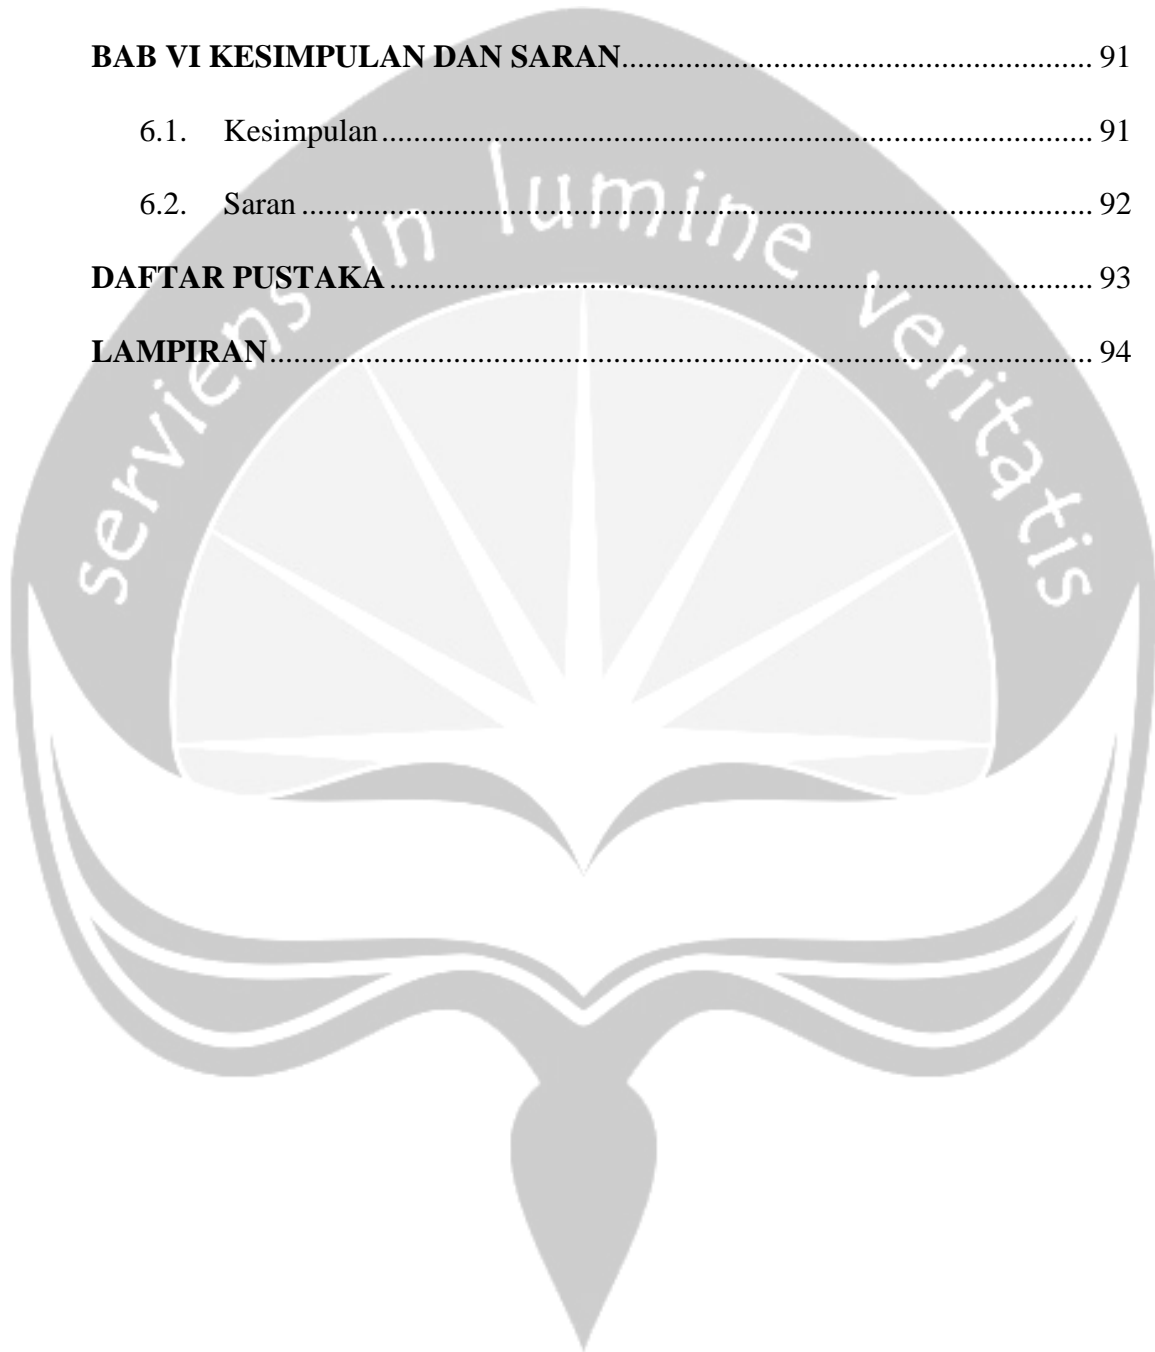 BAB VI KESIMPULAN DAN SARAN.......................................................... 91
6.1. Kesimpulan........................................................................................ 91
6.2. Saran.................................................................................................. 92
DAFTAR PUSTAKA....................................................................................... 93
LAMPIRAN..................................................................................................... 94
serviens in lumine veritatis